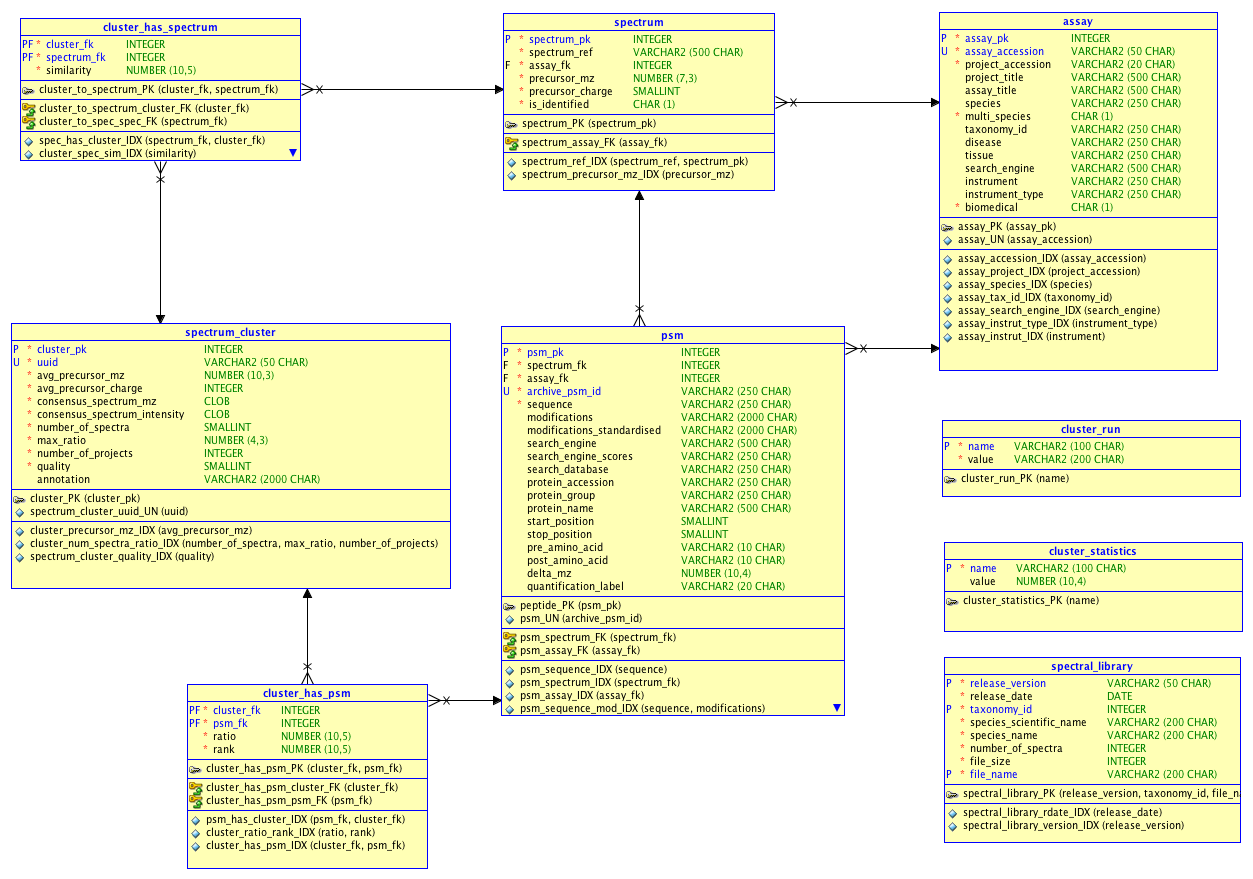 cluster_has_spectrum
PF * cluster_fk INTEGER
PF * spectrum_fk INTEGER
* similarity NUMBER (10,5)
cluster_to_spectrum_PK (cluster_fk, spectrum_fk)
cluster_to_spectrum_cluster_FK (cluster_fk)
cluster_to_spec_spec_FK (spectrum_fk)
spec_has_cluster_IDX (spectrum_fk, cluster_fk)
cluster_spec_sim_IDX (similarity)
spectrum
P * spectrum_pk INTEGER
* spectrum_ref VARCHAR2 (500 CHAR)
F * assay_fk INTEGER
* precursor_mz NUMBER (7,3)
* precursor_charge SMALLINT
* is_identified CHAR (1)
spectrum_PK (spectrum_pk)
spectrum_assay_FK (assay_fk)
spectrum_ref_IDX (spectrum_ref, spectrum_pk)
spectrum_precursor_mz_IDX (precursor_mz)
assay
P * assay_pk INTEGER
U * assay_accession VARCHAR2 (50 CHAR)
* project_accession VARCHAR2 (20 CHAR)
project_title VARCHAR2 (500 CHAR)
assay_title VARCHAR2 (500 CHAR)
species VARCHAR2 (250 CHAR)
* multi_species CHAR (1)
taxonomy_id VARCHAR2 (250 CHAR)
disease VARCHAR2 (250 CHAR)
tissue VARCHAR2 (250 CHAR)
search_engine VARCHAR2 (500 CHAR)
instrument VARCHAR2 (250 CHAR)
instrument_type VARCHAR2 (250 CHAR)
* biomedical CHAR (1)
assay_PK (assay_pk)
assay_UN (assay_accession)
assay_accession_IDX (assay_accession)
assay_project_IDX (project_accession)
assay_species_IDX (species)
assay_tax_id_IDX (taxonomy_id)
assay_search_engine_IDX (search_engine)
assay_instrut_type_IDX (instrument_type)
assay_instrut_IDX (instrument)
spectrum_cluster
P * cluster_pk INTEGER
U * uuid VARCHAR2 (50 CHAR)
* avg_precursor_mz NUMBER (10,3)
* avg_precursor_charge INTEGER
* consensus_spectrum_mz CLOB
* consensus_spectrum_intensity CLOB
* number_of_spectra SMALLINT
* max_ratio NUMBER (4,3)
* number_of_projects INTEGER
* quality SMALLINT
annotation VARCHAR2 (2000 CHAR)
cluster_PK (cluster_pk)
spectrum_cluster_uuid_UN (uuid)
cluster_precursor_mz_IDX (avg_precursor_mz)
cluster_num_spectra_ratio_IDX (number_of_spectra, max_ratio, number_of_projects)
spectrum_cluster_quality_IDX (quality)
psm
P * psm_pk INTEGER
F * spectrum_fk INTEGER
F * assay_fk INTEGER
U * archive_psm_id VARCHAR2 (250 CHAR)
* sequence VARCHAR2 (250 CHAR)
modifications VARCHAR2 (2000 CHAR)
modifications_standardised VARCHAR2 (2000 CHAR)
search_engine VARCHAR2 (500 CHAR)
search_engine_scores VARCHAR2 (250 CHAR)
search_database VARCHAR2 (250 CHAR)
protein_accession VARCHAR2 (250 CHAR)
protein_group VARCHAR2 (250 CHAR)
protein_name VARCHAR2 (500 CHAR)
start_position SMALLINT
stop_position SMALLINT
pre_amino_acid VARCHAR2 (10 CHAR)
post_amino_acid VARCHAR2 (10 CHAR)
delta_mz NUMBER (10,4)
quantification_label VARCHAR2 (20 CHAR)
peptide_PK (psm_pk)
psm_UN (archive_psm_id)
psm_spectrum_FK (spectrum_fk)
psm_assay_FK (assay_fk)
psm_sequence_IDX (sequence)
psm_spectrum_IDX (spectrum_fk)
psm_assay_IDX (assay_fk)
psm_sequence_mod_IDX (sequence, modifications)
cluster_run
P * name VARCHAR2 (100 CHAR)
* value VARCHAR2 (200 CHAR)
cluster_run_PK (name)
cluster_statistics
P * name VARCHAR2 (100 CHAR)
value NUMBER (10,4)
cluster_statistics_PK (name)
cluster_has_psm
PF * cluster_fk INTEGER
PF * psm_fk INTEGER
* ratio NUMBER (10,5)
* rank NUMBER (10,5)
cluster_has_psm_PK (cluster_fk, psm_fk)
cluster_has_psm_cluster_FK (cluster_fk)
cluster_has_psm_psm_FK (psm_fk)
psm_has_cluster_IDX (psm_fk, cluster_fk)
cluster_ratio_rank_IDX (ratio, rank)
cluster_has_psm_IDX (cluster_fk, psm_fk)
spectral_library
P * release_version VARCHAR2 (50 CHAR)
* release_date DATE
P * taxonomy_id INTEGER
* species_scientific_name VARCHAR2 (200 CHAR)
* species_name VARCHAR2 (200 CHAR)
* number_of_spectra INTEGER
* file_size INTEGER
P * file_name VARCHAR2 (200 CHAR)
spectral_library_PK (release_version, taxonomy_id, file_na
spectral_library_rdate_IDX (release_date)
spectral_library_version_IDX (release_version)